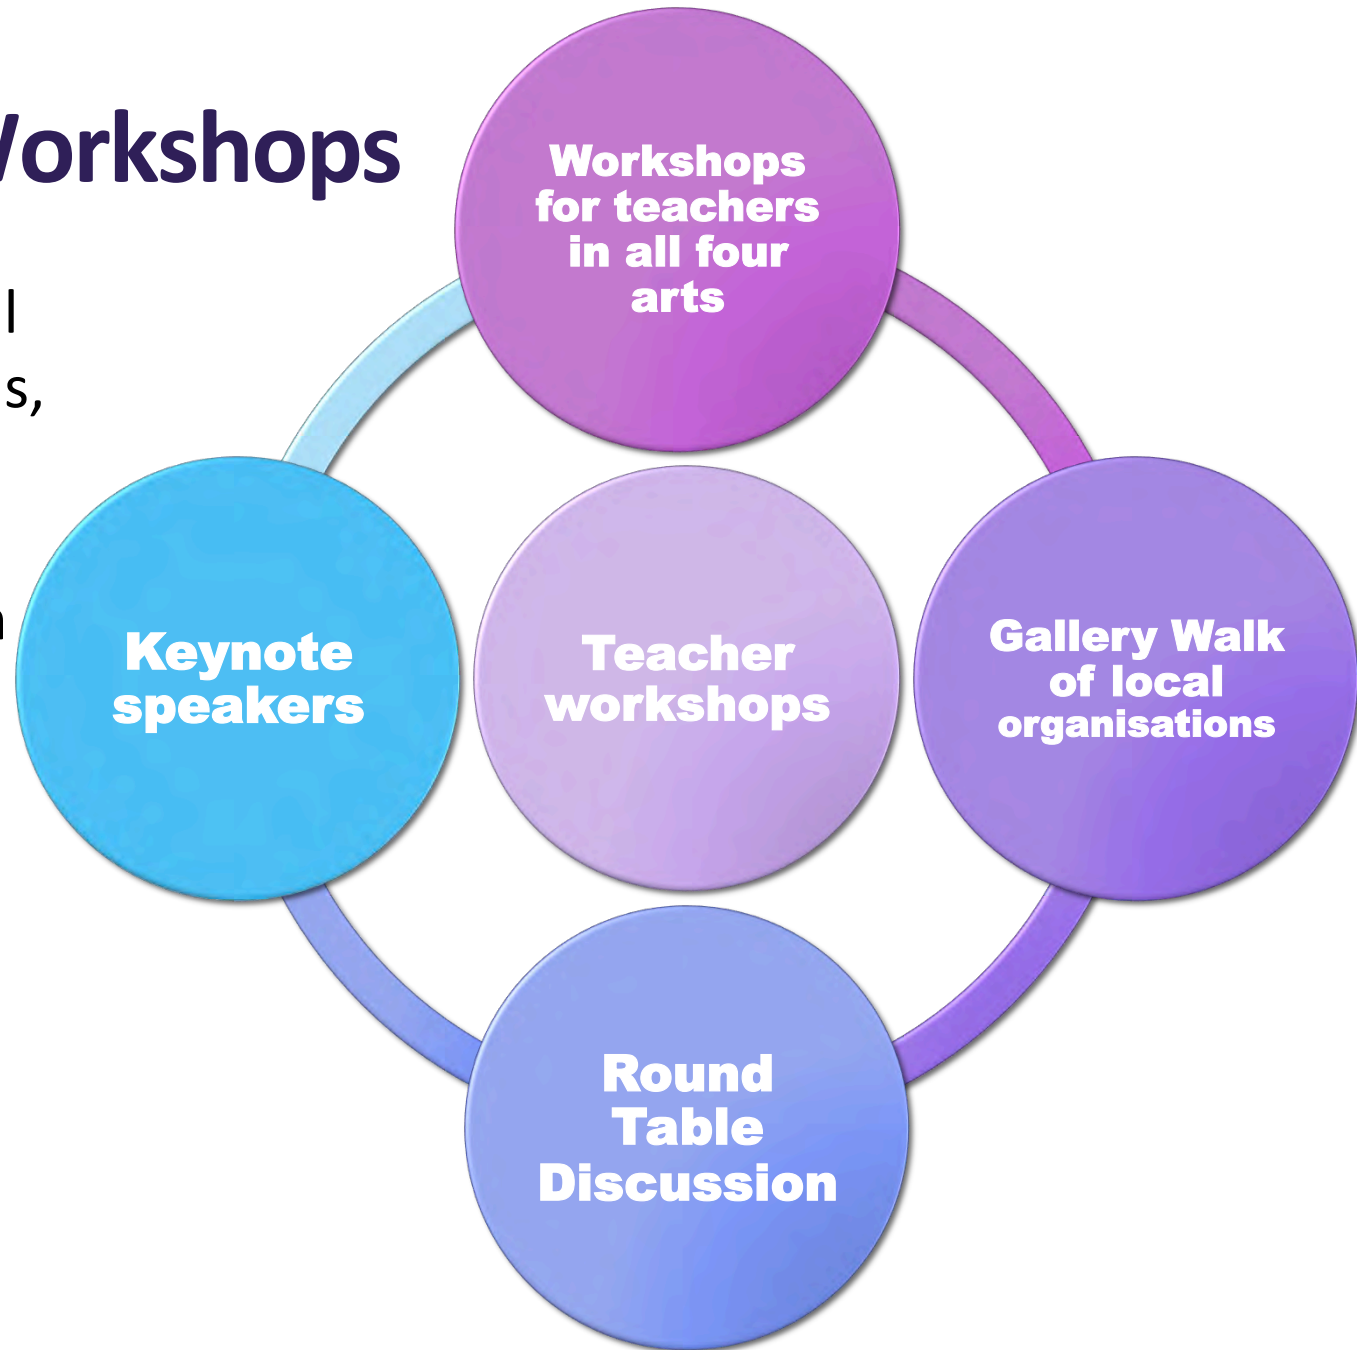 orkshops
l
s,
Workshops
for teachers
in all four
arts
Keynote
speakers
Teacher
workshops
Gallery Walk
of local
organisations
Round
Table
Discussion